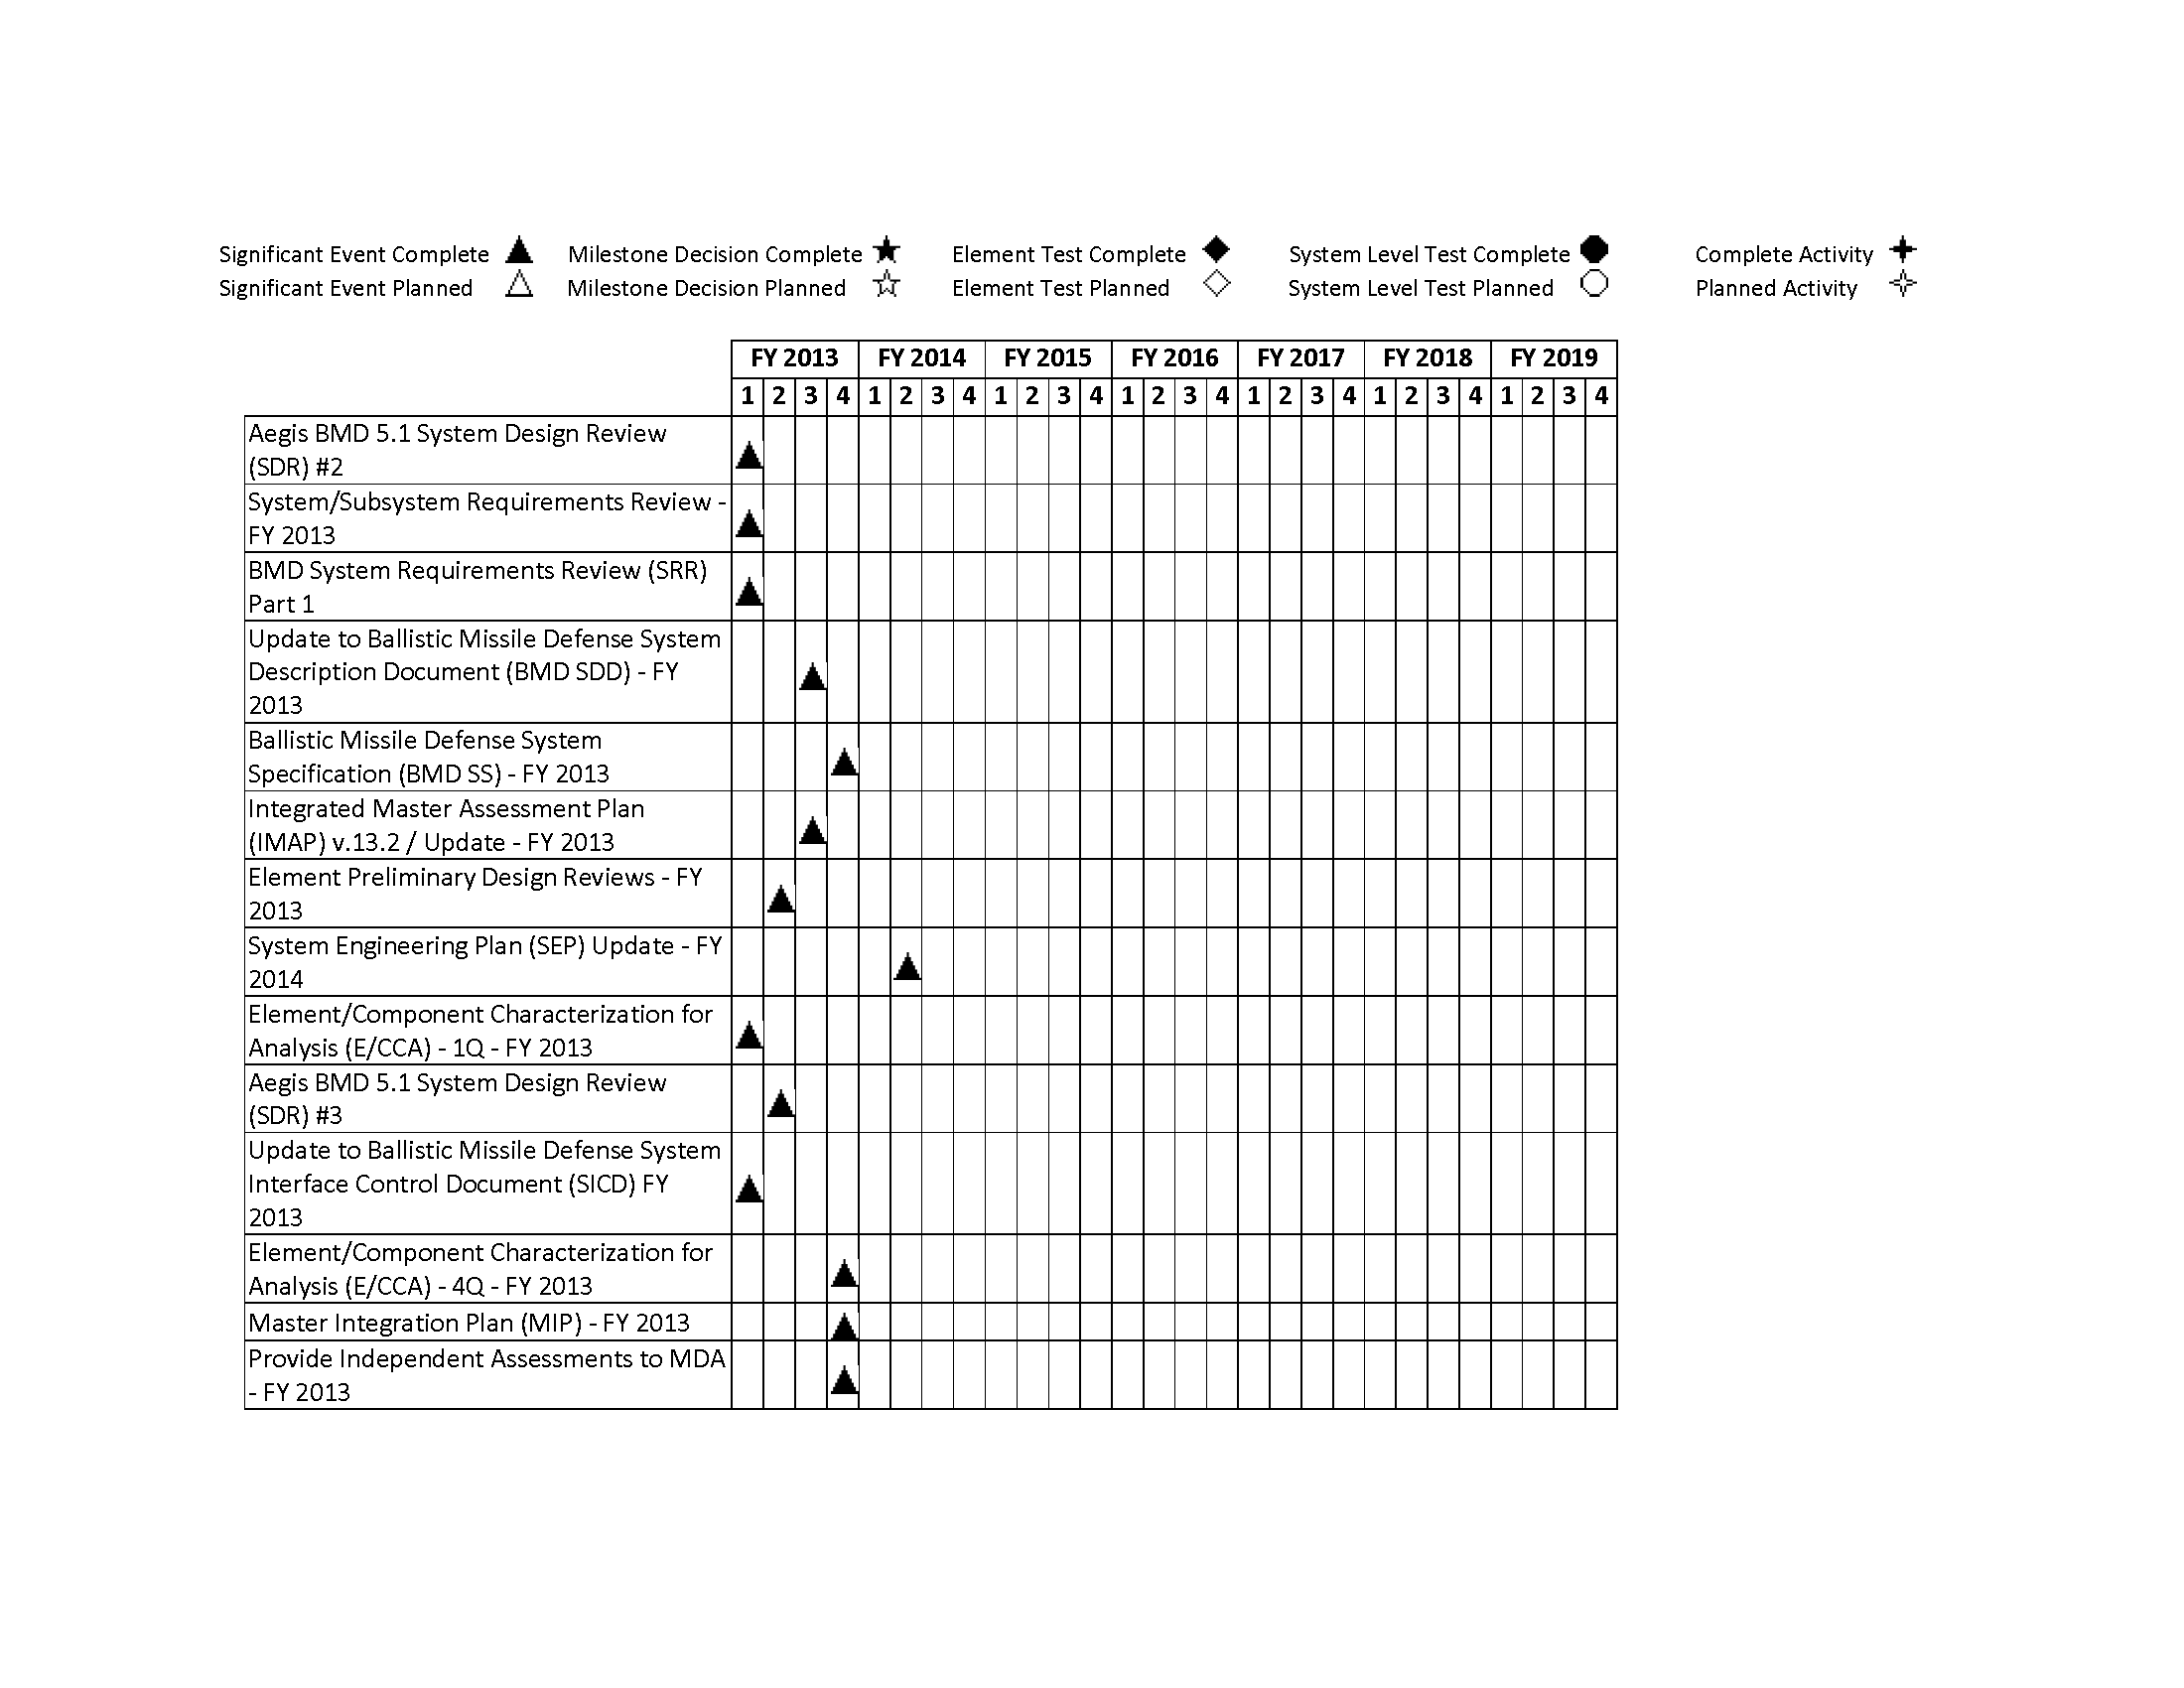 Significant Event Complete Milestone Decision Complete Element Test Complete System Level Test Complete Complete Activity
Significant Event Planned Milestone Decision Planned Element Test Planned System Level Test Planned Planned Activity
FY 2013 FY 2014 FY 2015 FY 2016 FY 2017 FY 2018 FY 2019
1 2 3 4 1 2 3 4 1 2 3 4 1 2 3 4 1 2 3 4 1 2 3 4 1 2 3 4
Aegis BMD 5.1 System Design Review
(SDR) #2
System/Subsystem Requirements Review -
FY 2013
BMD System Requirements Review (SRR)
Part 1
Update to Ballistic Missile Defense System
Description Document (BMD SDD) - FY
2013
Ballistic Missile Defense System
Specification (BMD SS) - FY 2013
Integrated Master Assessment Plan
(IMAP) v.13.2 / Update - FY 2013
Element Preliminary Design Reviews - FY
2013
System Engineering Plan (SEP) Update - FY
2014
Element/Component Characterization for
Analysis (E/CCA) - 1Q - FY 2013
Aegis BMD 5.1 System Design Review
(SDR) #3
Update to Ballistic Missile Defense System
Interface Control Document (SICD) FY
2013
Element/Component Characterization for
Analysis (E/CCA) - 4Q - FY 2013
Master Integration Plan (MIP) - FY 2013
Provide Independent Assessments to MDA
- FY 2013